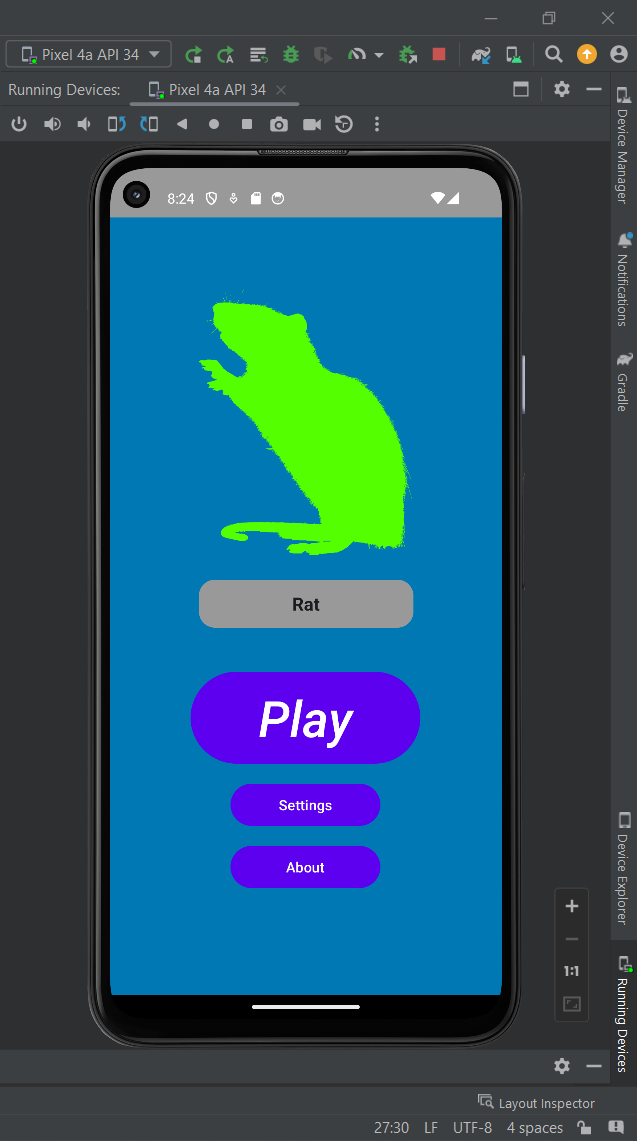 Pixel 4a API 34
Running Devices:
Pixel 4a API 34
Device Manager
Notifications
Gradle
8:24
Rat
Play
Settings
About
Device Explorer
1:1
Running Devices
Layout Inspector
27:30 LF UTF-8 4 spaces